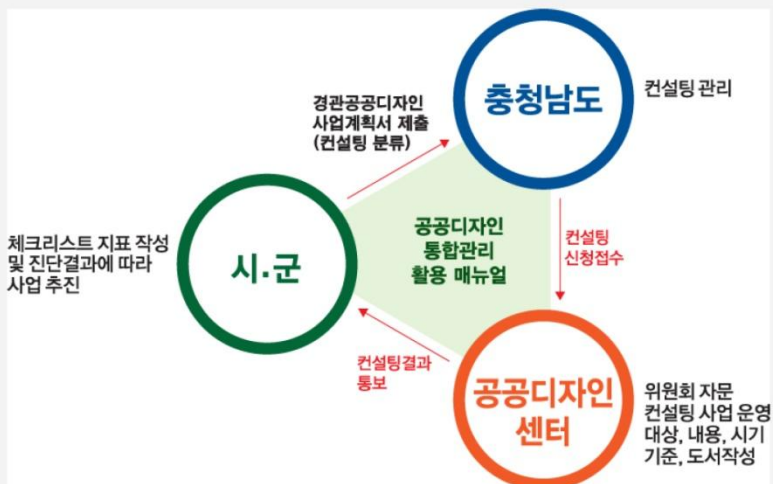 충청남도
컨설팅 관리
경관공공디자인
사업계획서 제출
(컨설팅 분류)
공공디자인
통합관리
활용 매뉴얼
컨설팅
신청접수
체크리스트 지표 작성
및 진단결과에 따라
사업 추진
시·군
컨설팅결과
통보
공공디자인
센터
위원회 자문
컨설팅 사업 운영
대상, 내용, 시기
기준, 도서작성